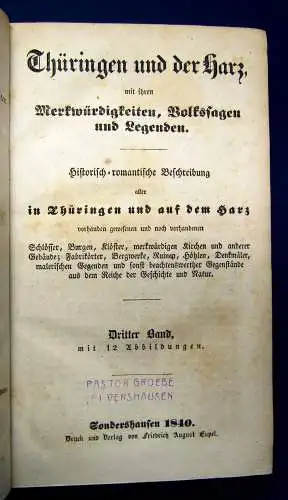 Thüringen und der Harz,
mit ihren
Merkwürdigkeiten, Volkssagen
und Legenden.
Historisch-romantische Beschreibung
aller
in Thüringen und auf dem Harz
vorhanden gewesenen und noch vorhandenen
Schlösser, Burgen, Klöster, merkwürdigen Kirchen und anderer
Gebäude; Fabrikörter, Bergwerke, Ruinen, Höhlen, Denkmäler,
malerischen Gegenden und sonst beachtenswerther Gegenstände
aus dem Reiche der Geschichte und Natur.
Dritter Band,
mit 12 Abbildungen.
PASTOR GROEBE
Sondershausen 1840.
Druck und Verlag von Friedrich August Eupel.